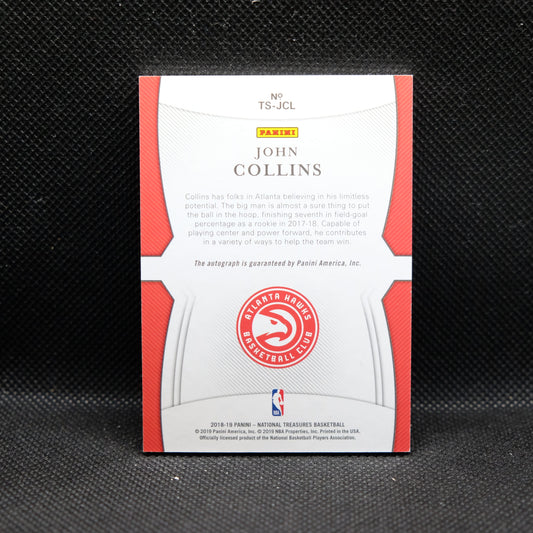 Nº
TS-JCL
PANINI
JOHN
COLLINS
Collins has folks in Atlanta believing in his limitless
potential. The big man is almost a sure thing to put
the ball in the hoop, finishing seventh in field-goal
percentage as a rookie in 2017-18. Capable of
playing center and power forward, he contributes
in a variety of ways to help the team win.
The autograph is guaranteed by Panini America, Inc.
ATLANTA HAWKS
BASKETBALL CLUB
NBA
2018-19 PANINI – NATIONAL TREASURES BASKETBALL
© 2019 Panini America, Inc. © 2019 NBA Properties, Inc. Printed in the USA.
Officially licensed product of the National Basketball Players Association.